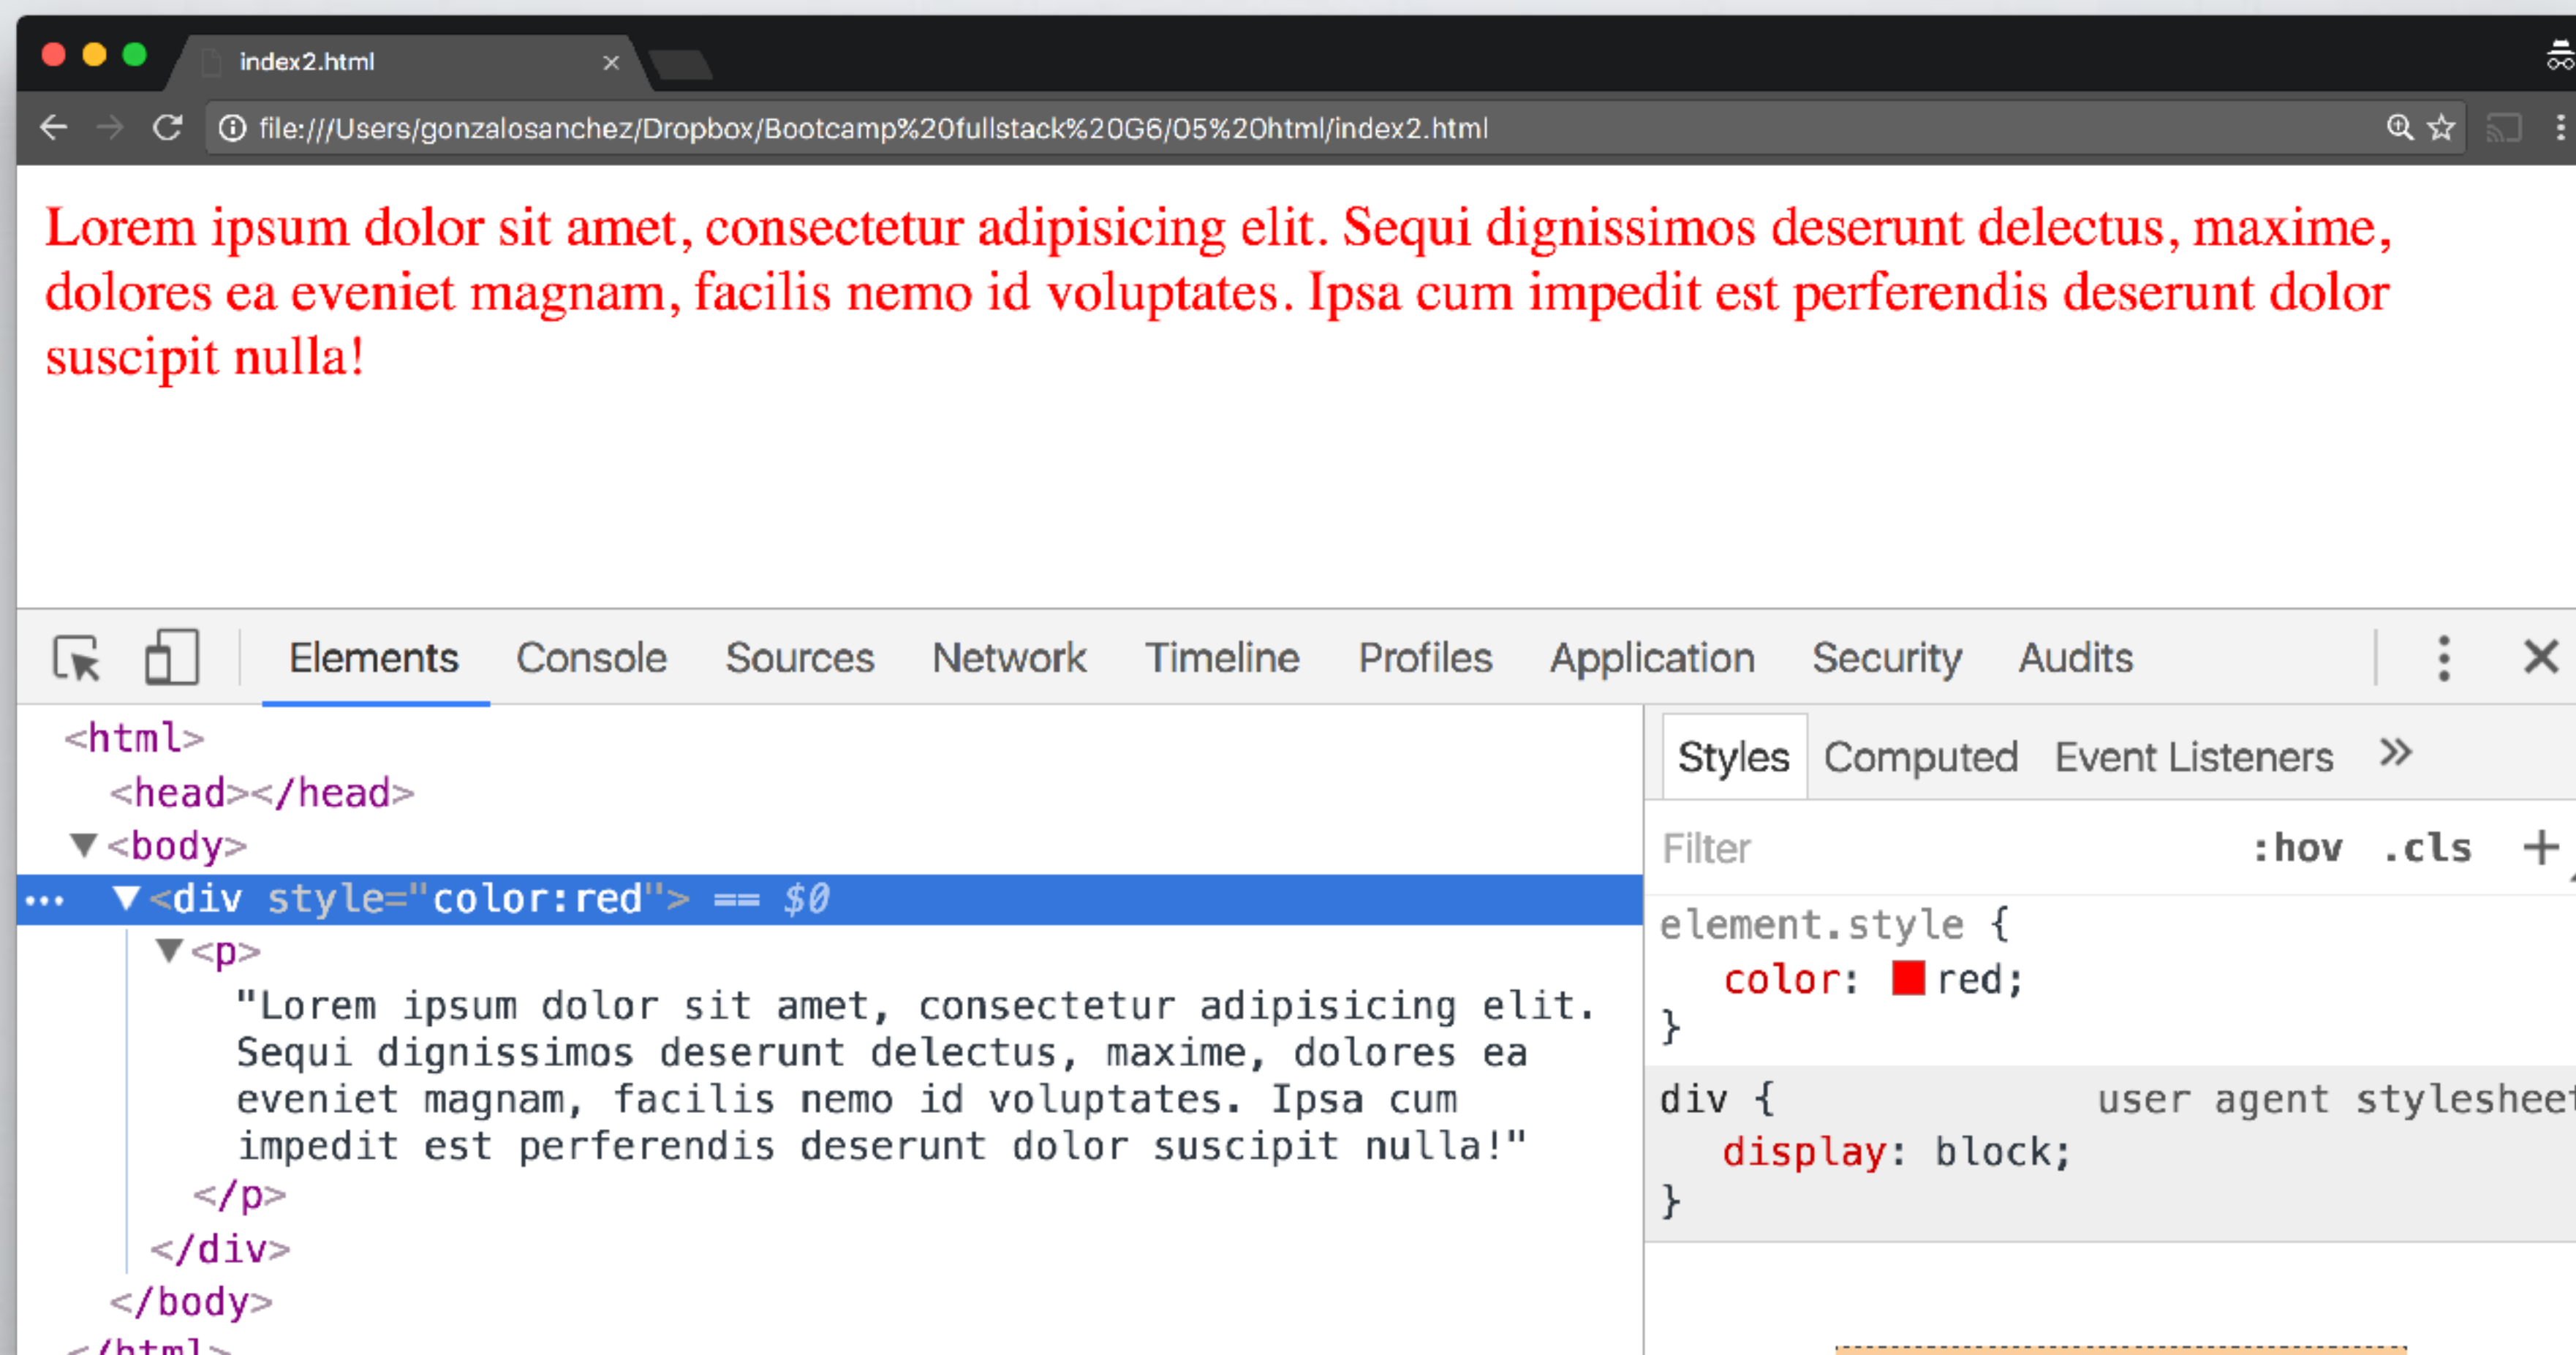 index2.html
file:///Users/gonzalosanchez/Dropbox/Bootcamp%20fullstack%20G6/05%20html/index2.html
Lorem ipsum dolor sit amet, consectetur adipisicing elit. Sequi dignissimos deserunt delectus, maxime,
dolores ea eveniet magnam, facilis nemo id voluptates. Ipsa cum impedit est perferendis deserunt dolor
suscipit nulla!
Elements Console Sources Network Timeline Profiles Application Security Audits
<html>
<head></head>
<body>
<div style="color:red"> == $0
<p>
"Lorem ipsum dolor sit amet, consectetur adipisicing elit.
Sequi dignissimos deserunt delectus, maxime, dolores ea
eveniet magnam, facilis nemo id voluptates. Ipsa cum
impedit est perferendis deserunt dolor suscipit nulla!"
</p>
</div>
</body>
</html>
Styles Computed Event Listeners »
Filter :hov .cls +
element.style {
color: red;
}
div { user agent stylesheet
display: block;
}